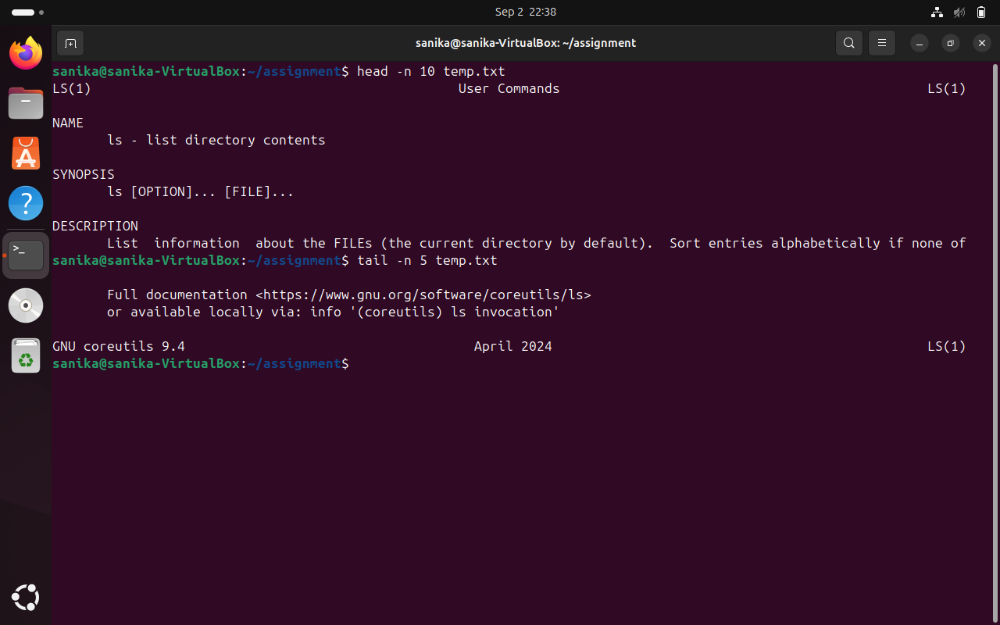 Sep 2 22:38
sanika@sanika-VirtualBox: ~/assignment
sanika@sanika-VirtualBox:~/assignment$ head -n 10 temp.txt
LS(1) User Commands LS(1)
NAME
ls - list directory contents
SYNOPSIS
ls [OPTION]... [FILE]...
DESCRIPTION
List  information  about the FILEs (the current directory by default).  Sort entries alphabetically if none of
sanika@sanika-VirtualBox:~/assignment$ tail -n 5 temp.txt
Full documentation <https://www.gnu.org/software/coreutils/ls>
or available locally via: info '(coreutils) ls invocation'
GNU coreutils 9.4 April 2024 LS(1)
sanika@sanika-VirtualBox:~/assignment$